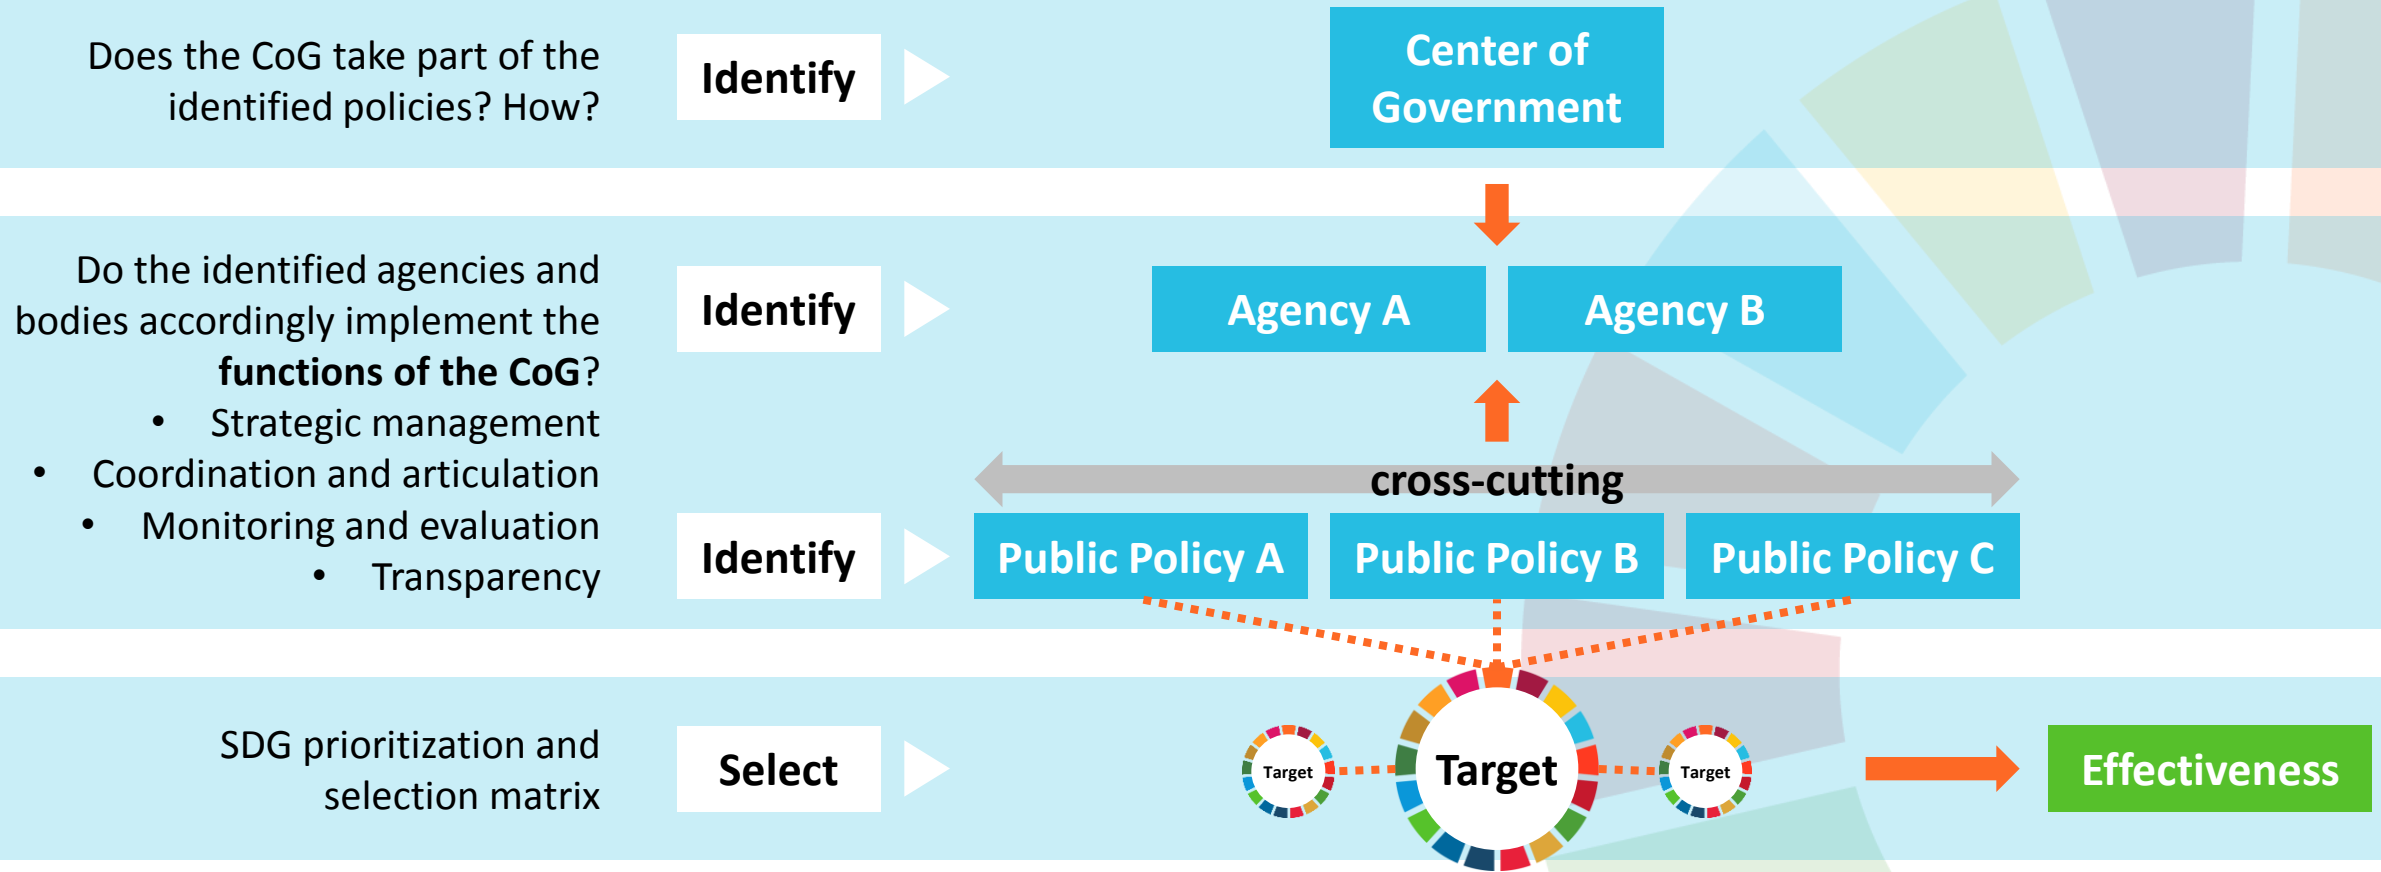 Does the CoG take part of the
identified policies? How?
Identify
Center of
Government
Do the identified agencies and
bodies accordingly implement the
functions of the CoG?
• Strategic management
• Coordination and articulation
• Monitoring and evaluation
• Transparency
Identify
Agency A
Agency B
cross-cutting
Identify
Public Policy A
Public Policy B
Public Policy C
SDG prioritization and
selection matrix
Select
Target
Target
Target
Effectiveness